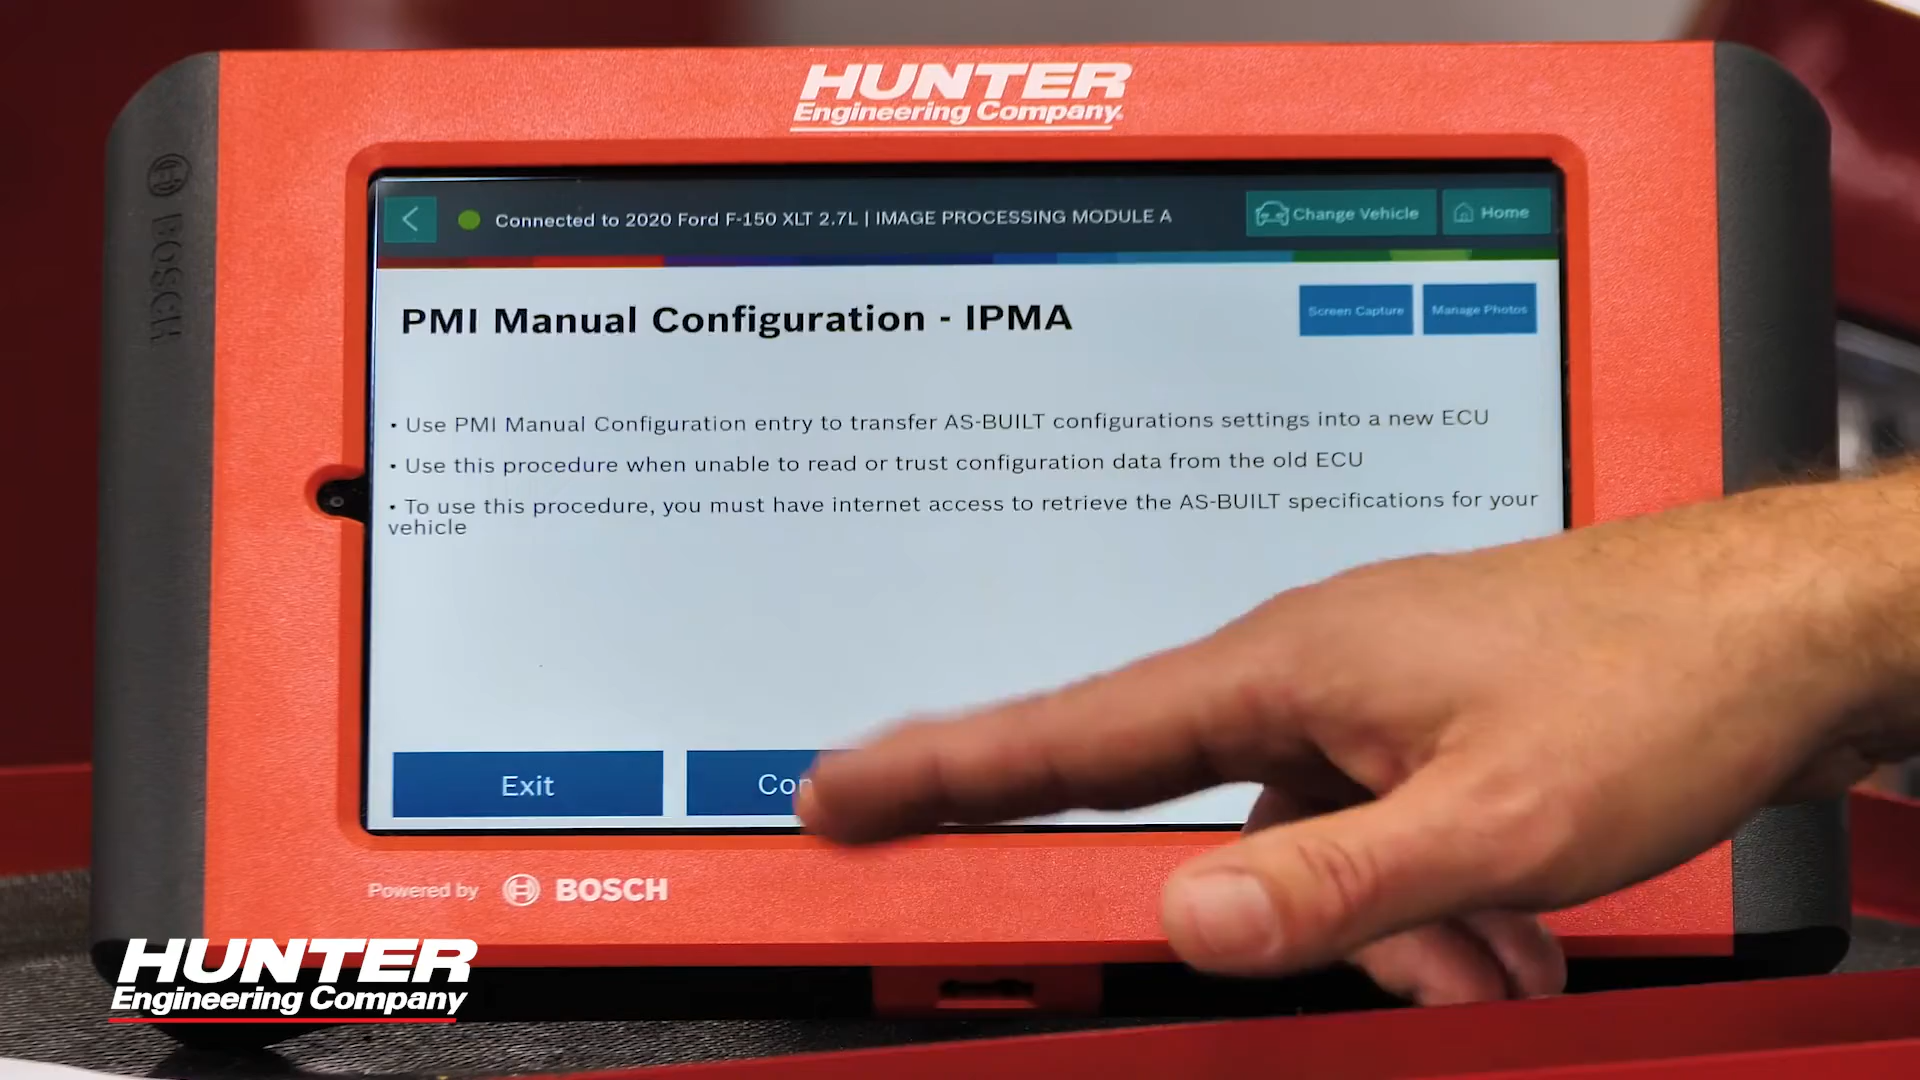 HUNTER
Engineering Company
BOSCH
Connected to 2020 Ford F-150 XLT 2.7L | IMAGE PROCESSING MODULE A
Change Vehicle
Home
PMI Manual Configuration - IPMA
Screen Capture
Manage Photos
• Use PMI Manual Configuration entry to transfer AS-BUILT configurations settings into a new ECU
• Use this procedure when unable to read or trust configuration data from the old ECU
• To use this procedure, you must have internet access to retrieve the AS-BUILT specifications for your
vehicle
Exit
Powered by BOSCH
HUNTER
Engineering Company